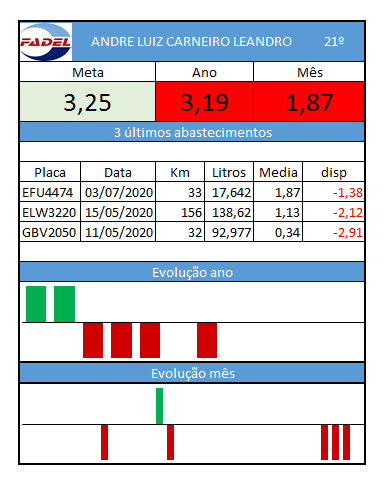 FADEL ANDRE LUIZ CARNEIRO LEANDRO 21º
Meta Ano Mês
3,25 3,19 1,87
3 últimos abastecimentos
Placa Data Km Litros Media disp
EFU4474 03/07/2020 33 17,642 1,87 -1,38
ELW3220 15/05/2020 156 138,62 1,13 -2,12
GBV2050 11/05/2020 32 92,977 0,34 -2,91
Evolução ano
Evolução mês